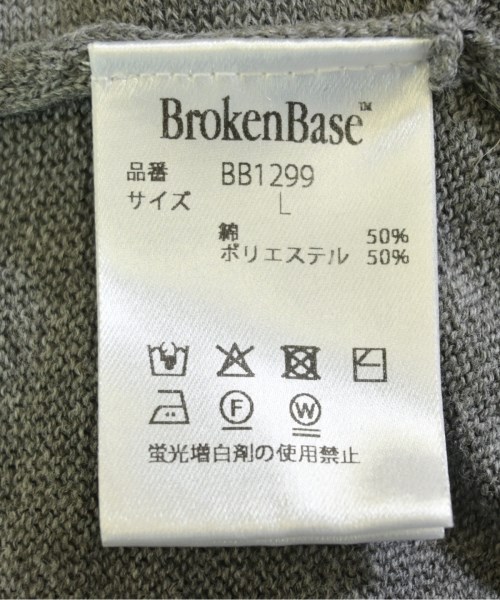 BrokenBase™
品番 BB1299
サイズ L
綿 50%
ポリエステル 50%
F W
蛍光増白剤の使用禁止